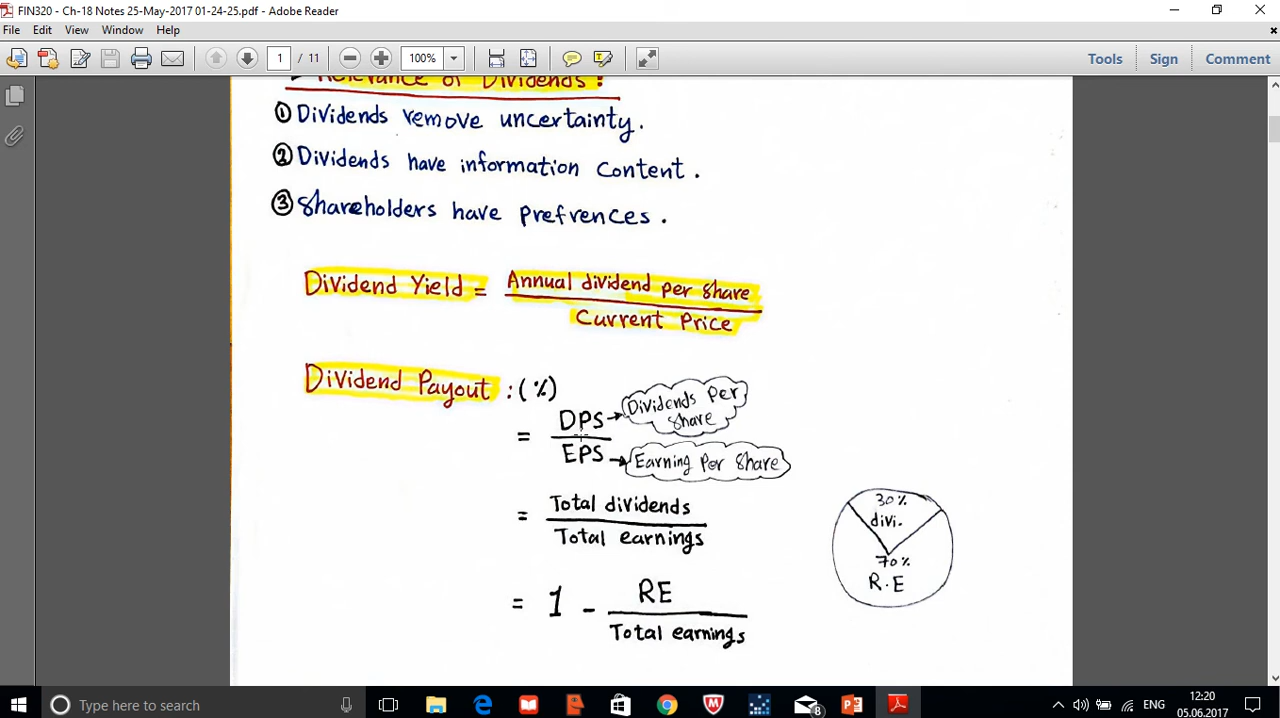 FIN320 - Ch-18 Notes 25-May-2017 01-24-25.pdf - Adobe Reader
File Edit View Window Help
1 / 11 100% Tools Sign Comment
Relevance of Dividends :
① Dividends remove uncertainty.
② Dividends have information content.
③ Shareholders have prefrences.
Dividend Yield = Annual dividend per share
Current Price
Dividend Payout : (%)
= DPS → Dividends Per share
EPS → Earning Per Share
= Total dividends
Total earnings
= 1 - RE
Total earnings
30%
divi.
70%
R.E
Type here to search
8
ENG
12:20
05.06.2017